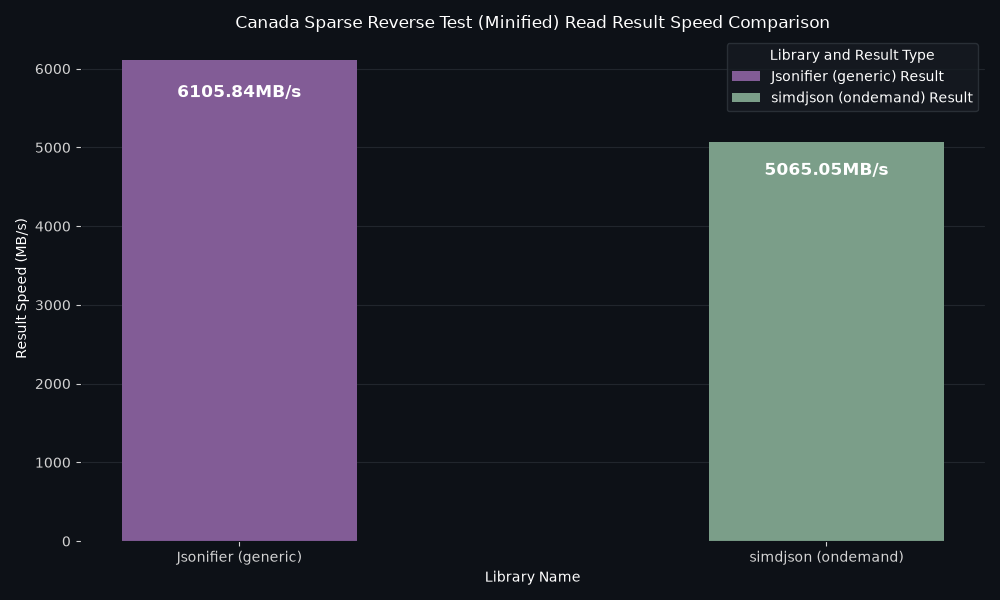 Canada Sparse Reverse Test (Minified) Read Result Speed Comparison
Library and Result Type
Jsonifier (generic) Result
simdjson (ondemand) Result
6105.84MB/s
5065.05MB/s
Result Speed (MB/s)
6000
5000
4000
3000
2000
1000
0
Jsonifier (generic)
simdjson (ondemand)
Library Name